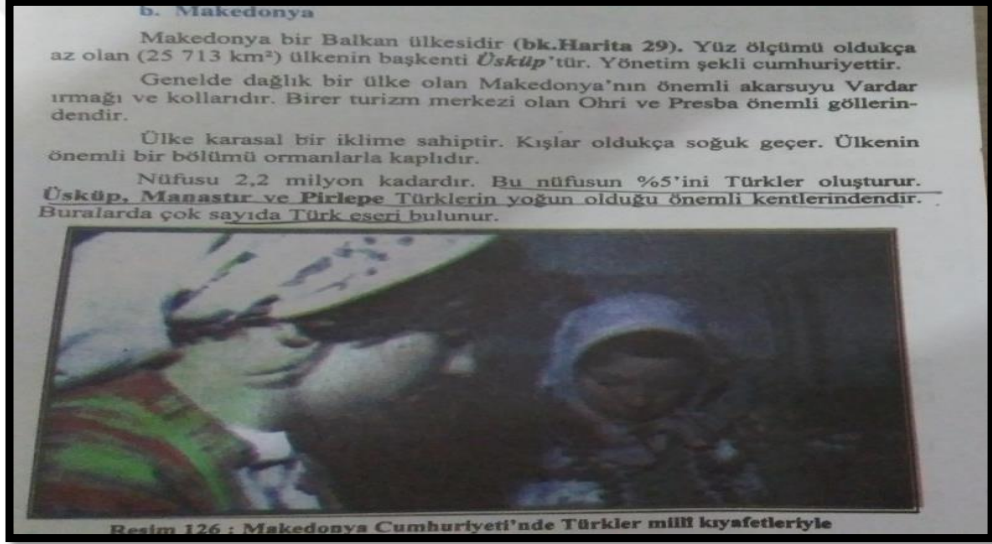 b. Makedonya
Makedonya bir Balkan ülkesidir (bk.Harita 29). Yüz ölçümü oldukça
az olan (25 713 km²) ülkenin başkenti Üsküp'tür. Yönetim şekli cumhuriyettir.
Genelde dağlık bir ülke olan Makedonya'nın önemli akarsuyu Vardar
ırmağı ve kollarıdır. Birer turizm merkezi olan Ohri ve Presba önemli göllerin-
dendir.
Ülke karasal bir iklime sahiptir. Kışlar oldukça soğuk geçer. Ülkenin
önemli bir bölümü ormanlarla kaplıdır.
Nüfusu 2,2 milyon kadardır. Bu nüfusun %5'ini Türkler oluşturur.
Üsküp, Manastır ve Pirlepe Türklerin yoğun olduğu önemli kentlerindendir.
Buralarda çok sayıda Türk eseri bulunur.
Resim 126 : Makedonya Cumhuriyeti'nde Türkler millî kıyafetleriyle